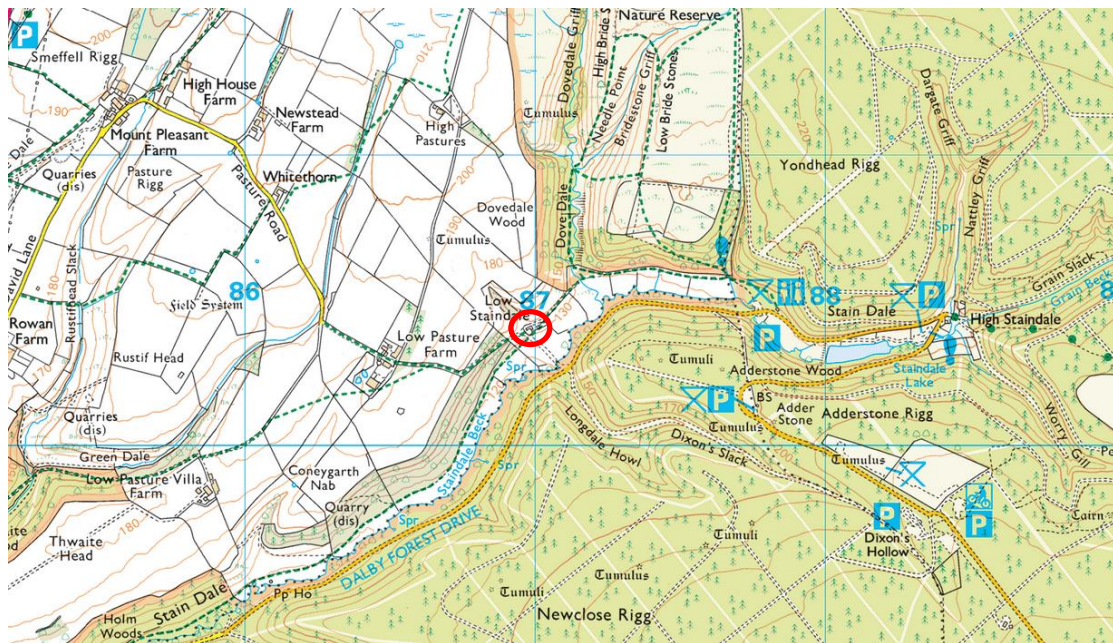 P
Smeffell Rigg
200
210
190
High House
Farm
Newstead
Farm
Mount Pleasant
Farm
Dale
Quarries
(dis)
Pasture
Rigg
Whitethorn
Pasture Road
David Lane
Rustifhead Slack
180
86
Field System
Rowan
Farm
170
Rustif Head
Quarries
(dis)
Green Dale
Low Pasture Villa
Farm
Thwaite
Head
180
Stain Dale
Holm
Woods
Pp Ho
Coneygarth
Nab
Quarry
(dis)
Low Pasture
Farm
High
Pastures
200
190
Dovedale
Wood
Tumulus
180
Low
Staindale
87
130
150
Spr
Staindale Beck
Spr
Spr
DALBY FOREST DRIVE
Tumulus
Dovedale Griff
Dove Dale
High Bride Stones
Needle Point
Bridestone Griff
Low Bride Stones
Nature Reserve
220
Yondhead Rigg
Dargate Griff
Nattley Griff
Spr
Grain Slack
Grain Beck
88
P
Stain Dale
P
High Staindale
Staindale
Lake
Adderstone Wood
Tumuli
P
BS
Adder
Stone
Adderstone Rigg
Tumulus
Longdale Howl
150
Dixon's Slack
200
Worry Gill
Tumulus
P
Dixon's
Hollow
P
Cairn
Tumuli
Tumulus
Tumuli
Newclose Rigg